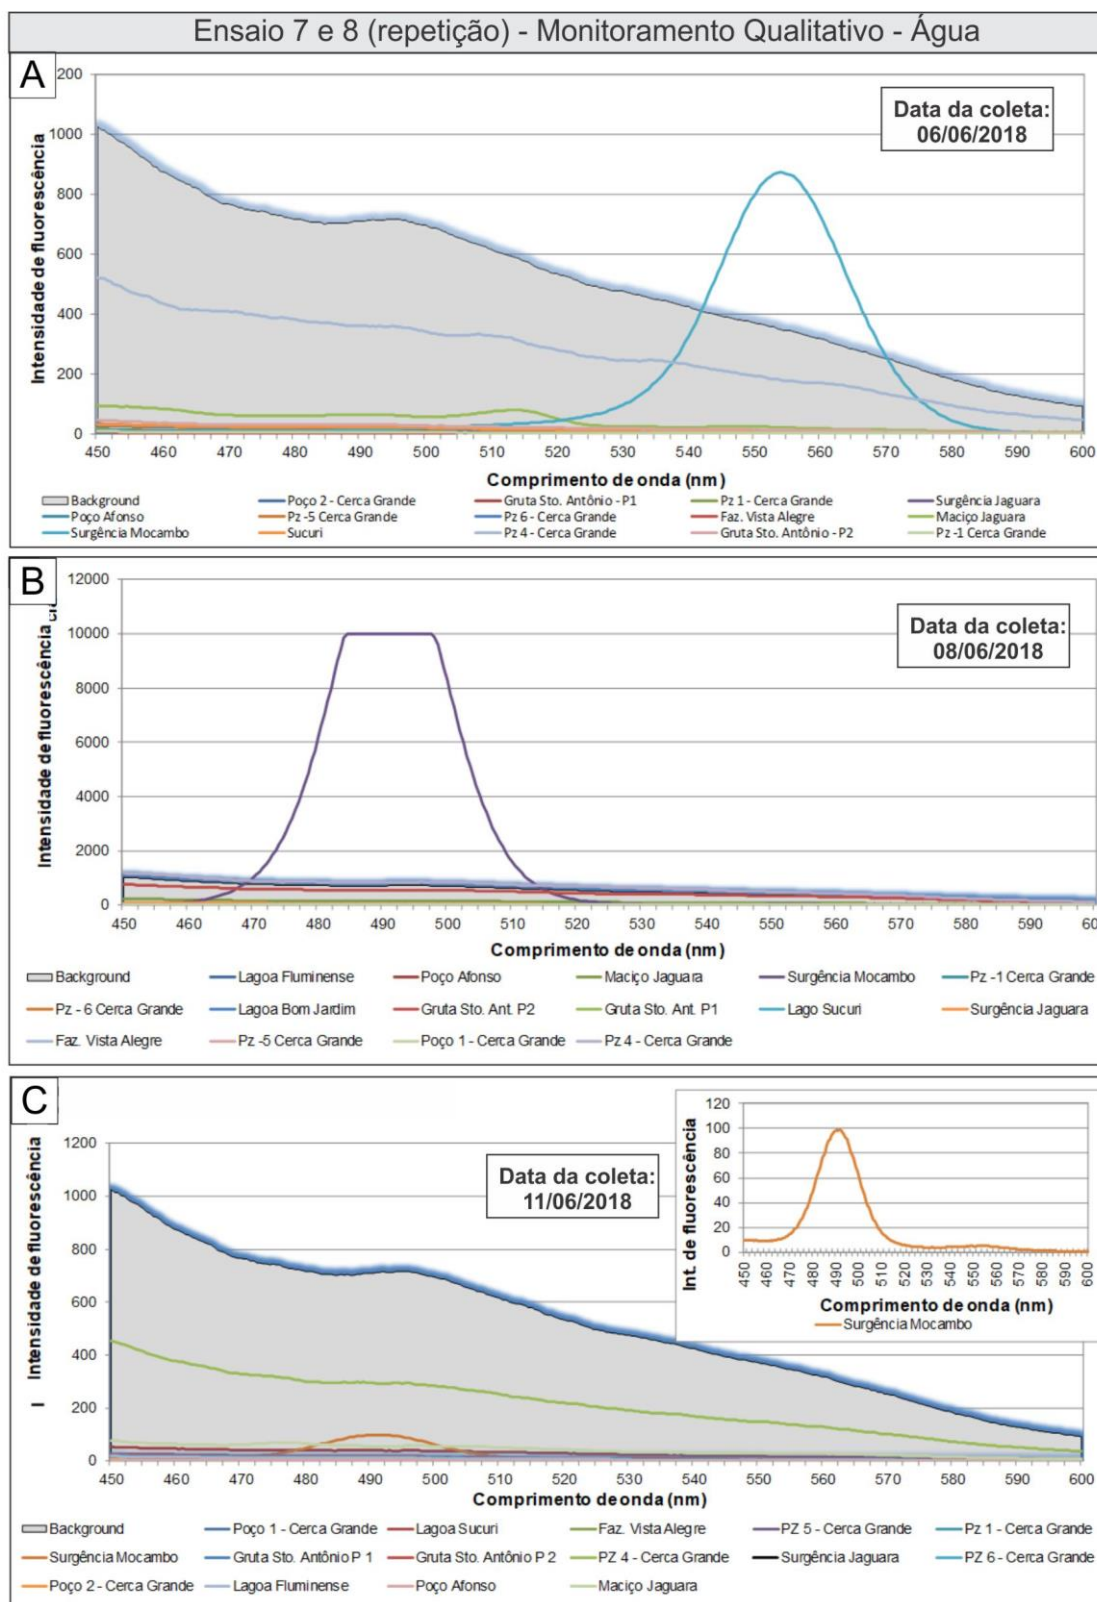 Ensaio 7 e 8 (repetição) - Monitoramento Qualitativo - Água
A
Intensidade de fluorescência
1200
1000
800
600
400
200
0
Data da coleta:
06/06/2018
450 460 470 480 490 500 510 520 530 540 550 560 570 580 590 600
Comprimento de onda (nm)
Background Poço 2 - Cerca Grande Gruta Sto. Antônio - P1 Pz 1 - Cerca Grande Surgência Jaguara
Poço Afonso Pz -5 Cerca Grande Pz 6 - Cerca Grande Faz. Vista Alegre Maciço Jaguara
Surgência Mocambo Sucuri Pz 4 - Cerca Grande Gruta Sto. Antônio - P2 Pz -1 Cerca Grande
B
Intensidade de fluorescência
12000
10000
8000
6000
4000
2000
0
Data da coleta:
08/06/2018
450 460 470 480 490 500 510 520 530 540 550 560 570 580 590 600
Comprimento de onda (nm)
Background Lagoa Fluminense Poço Afonso Maciço Jaguara Surgência Mocambo Pz -1 Cerca Grande
Pz - 6 Cerca Grande Lagoa Bom Jardim Gruta Sto. Ant. P2 Gruta Sto. Ant. P1 Lago Sucuri Surgência Jaguara
Faz. Vista Alegre Pz -5 Cerca Grande Poço 1 - Cerca Grande Pz 4 - Cerca Grande
C
Intensidade de fluorescência
1200
1000
800
600
400
200
0
Data da coleta:
11/06/2018
Int. de fluorescência
120
100
80
60
40
20
0
450 460 470 480 490 500 510 520 530 540 550 560 570 580 590 600
Comprimento de onda (nm)
Surgência Mocambo
450 460 470 480 490 500 510 520 530 540 550 560 570 580 590 600
Comprimento de onda (nm)
Background Poço 1 - Cerca Grande Lagoa Sucuri Faz. Vista Alegre PZ 5 - Cerca Grande Pz 1 - Cerca Grande
Surgência Mocambo Gruta Sto. Antônio P 1 Gruta Sto. Antônio P 2 PZ 4 - Cerca Grande Surgência Jaguara PZ 6 - Cerca Grande
Poço 2 - Cerca Grande Lagoa Fluminense Poço Afonso Maciço Jaguara